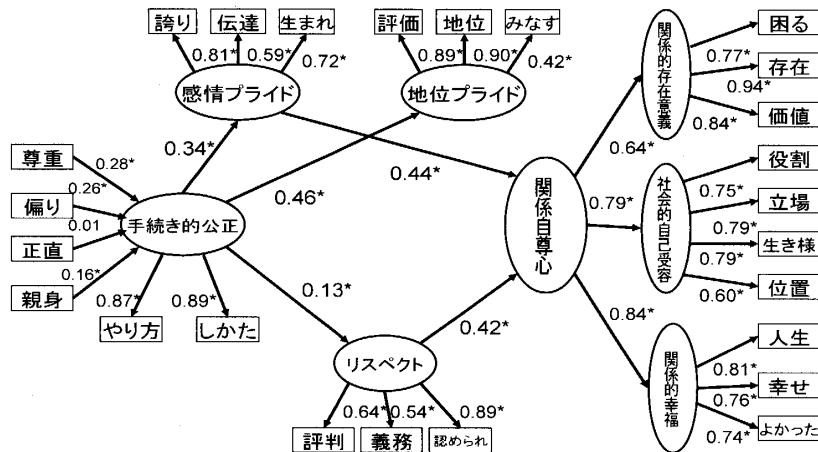 誇り 伝達 生まれ 評価 地位 みなす
0.81* 0.59* 0.72* 0.89* 0.90* 0.42*
感情プライド 地位プライド
関係的存在意義
困る
0.77*
存在
0.94*
価値
0.84*
0.34*
0.46*
0.44*
0.64*
尊重
0.28*
偏り
0.26*
正直
0.01
親身
0.16*
手続き的公正
0.87* 0.89*
やり方 しかた
0.13*
関係自尊心
0.79*
社会的自己受容
役割
0.75*
立場
0.79*
生き様
0.79*
位置
0.60*
0.42*
0.84*
リスペクト
0.64* 0.54* 0.89*
評判 義務 認められ
関係的幸福
人生
0.81*
幸せ
0.76*
よかった
0.74*